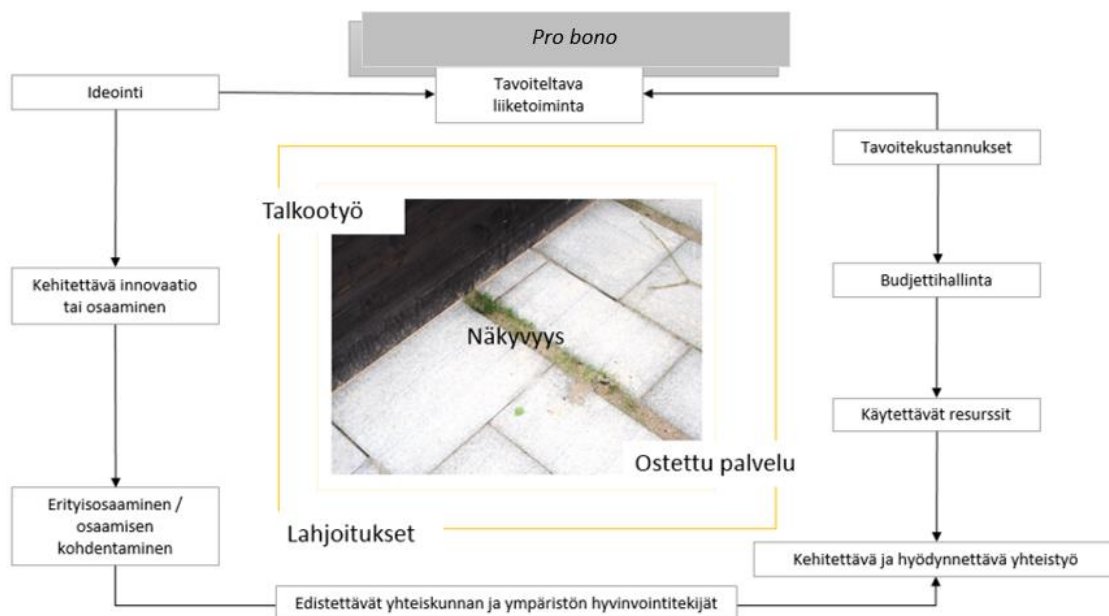 Pro bono
Ideointi
Tavoiteltava
liiketoiminta
Tavoitekustannukset
Talkootyö
Kehitettävä innovaatio
tai osaaminen
Budjettihallinta
Näkyvyys
Käytettävät resurssit
Ostettu palvelu
Erityisosaaminen /
osaamisen
kohdentaminen
Lahjoitukset
Kehitettävä ja hyödynnettävä yhteistyö
Edistettävät yhteiskunnan ja ympäristön hyvinvointitekijät